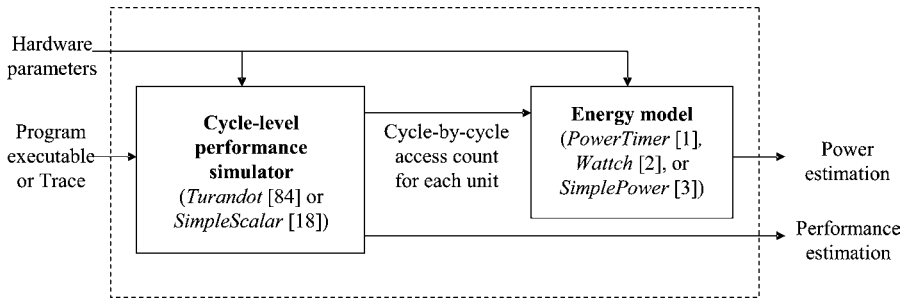 Hardware
parameters
Program
executable
or Trace
Cycle-level
performance
simulator
(Turandot [84] or
SimpleScalar [18])
Cycle-by-cycle
access count
for each unit
Energy model
(PowerTimer [1],
Wattch [2], or
SimplePower [3])
Power
estimation
Performance
estimation